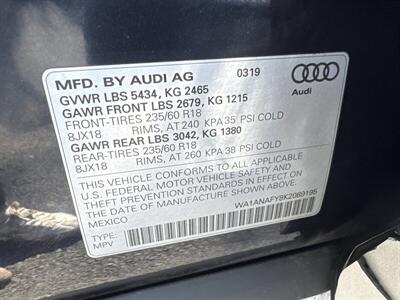 MFD. BY AUDI AG 0319
GVWR LBS 5434, KG 2465
GAWR FRONT LBS 2679, KG 1215
FRONT-TIRES 235/60 R18
8JX18 RIMS, AT 240 KPA 35 PSI COLD
GAWR REAR LBS 3042, KG 1380
REAR-TIRES 235/60 R18
8JX18 RIMS, AT 260 KPA 38 PSI COLD
Audi
THIS VEHICLE CONFORMS TO ALL APPLICABLE
U.S. FEDERAL MOTOR VEHICLE SAFETY AND
THEFT PREVENTION STANDARDS IN EFFECT ON
THE DATE OF MANUFACTURE SHOWN ABOVE.
MEXICO
WA1ANAFY8K2089195
TYPE:
MPV